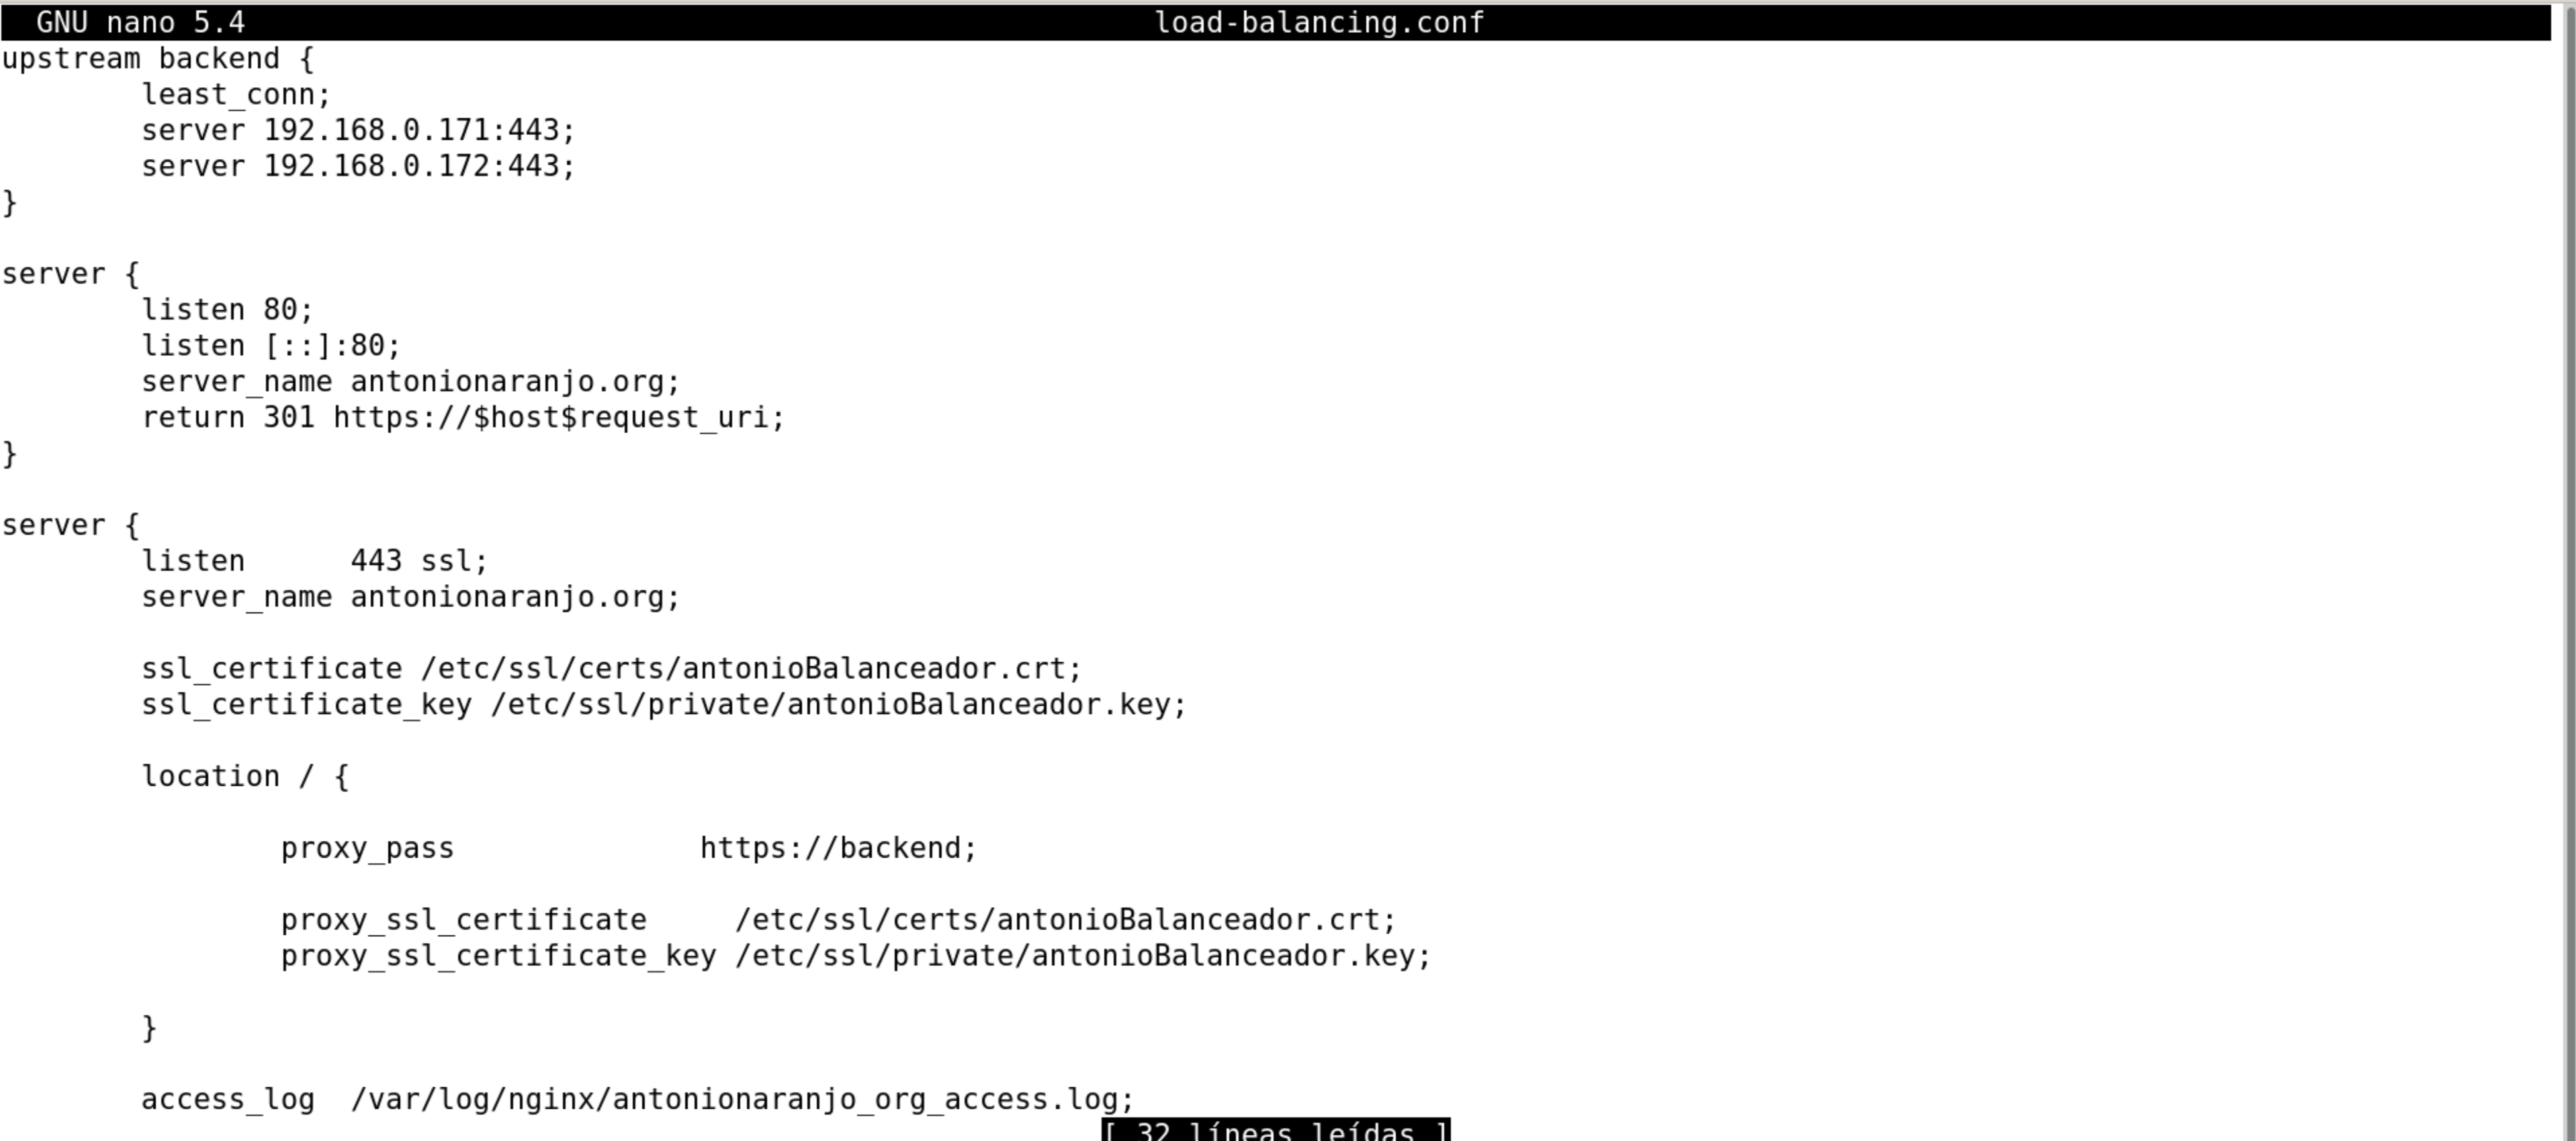 GNU nano 5.4 load-balancing.conf
upstream backend {
least_conn;
server 192.168.0.171:443;
server 192.168.0.172:443;
}
server {
listen 80;
listen [::]:80;
server_name antonionaranjo.org;
return 301 https://$host$request_uri;
}
server {
listen 443 ssl;
server_name antonionaranjo.org;
ssl_certificate /etc/ssl/certs/antonioBalanceador.crt;
ssl_certificate_key /etc/ssl/private/antonioBalanceador.key;
location / {
proxy_pass https://backend;
proxy_ssl_certificate /etc/ssl/certs/antonioBalanceador.crt;
proxy_ssl_certificate_key /etc/ssl/private/antonioBalanceador.key;
}
access_log /var/log/nginx/antonionaranjo_org_access.log;
[ 32 líneas leídas ]